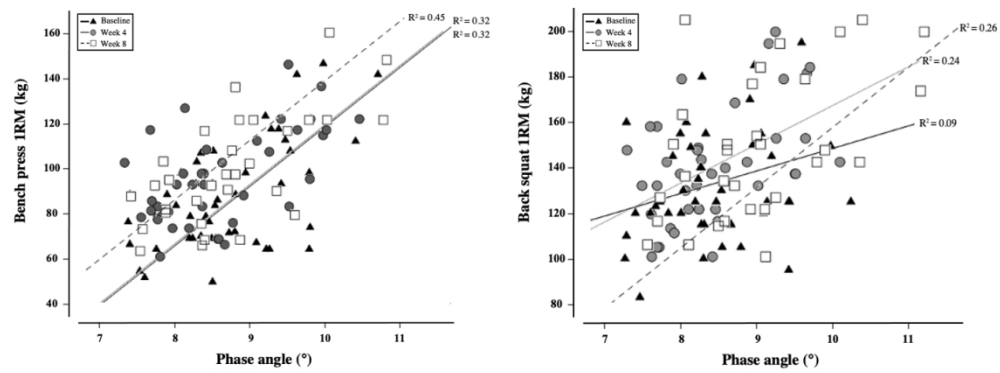 Baseline
Week 4
Week 8
R² = 0.45
R² = 0.32
R² = 0.32
160
140
120
100
80
60
40
Bench press 1RM (kg)
7 8 9 10 11
Phase angle (°)
Baseline
Week 4
Week 8
R² = 0.26
R² = 0.24
R² = 0.09
200
180
160
140
120
100
80
Back squat 1RM (kg)
7 8 9 10 11
Phase angle (°)